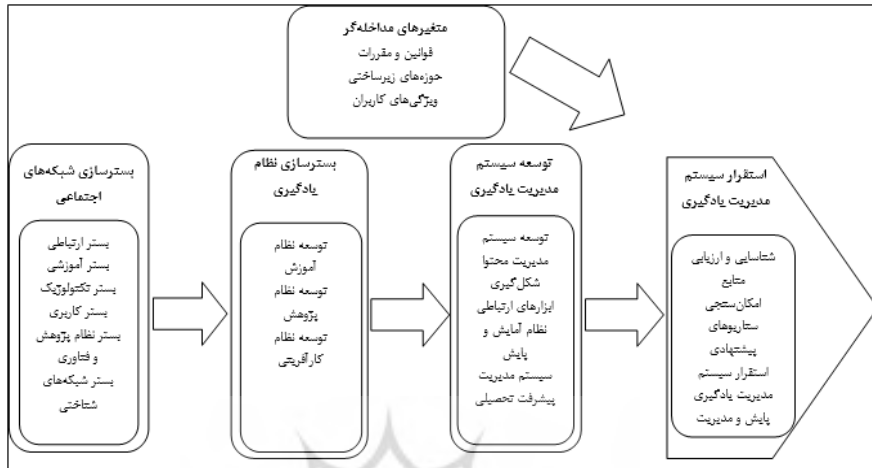 متغیرهای مداخله‌گر
قوانین و مقررات
حوزه‌های زیرساختی
ویژگی‌های کاربران
بسترسازی شبکه‌های
اجتماعی
بستر ارتباطی
بستر آموزشی
بستر تکنولوژیک
بستر کاربری
بستر نظام پژوهش
و فناوری
بستر شبکه‌های
شناختی
بسترسازی نظام
یادگیری
توسعه نظام
آموزش
توسعه نظام
پژوهش
توسعه نظام
کارآفرینی
توسعه سیستم
مدیریت یادگیری
توسعه سیستم
مدیریت محتوا
شکل‌گیری
ابزارهای ارتباطی
نظام آمایش و
پایش
سیستم مدیریت
پیشرفت تحصیلی
استقرار سیستم
مدیریت یادگیری
شناسایی و ارزیابی
منابع
امکان‌سنجی
سناریوهای
پیشنهادی
استقرار سیستم
مدیریت یادگیری
پایش و مدیریت